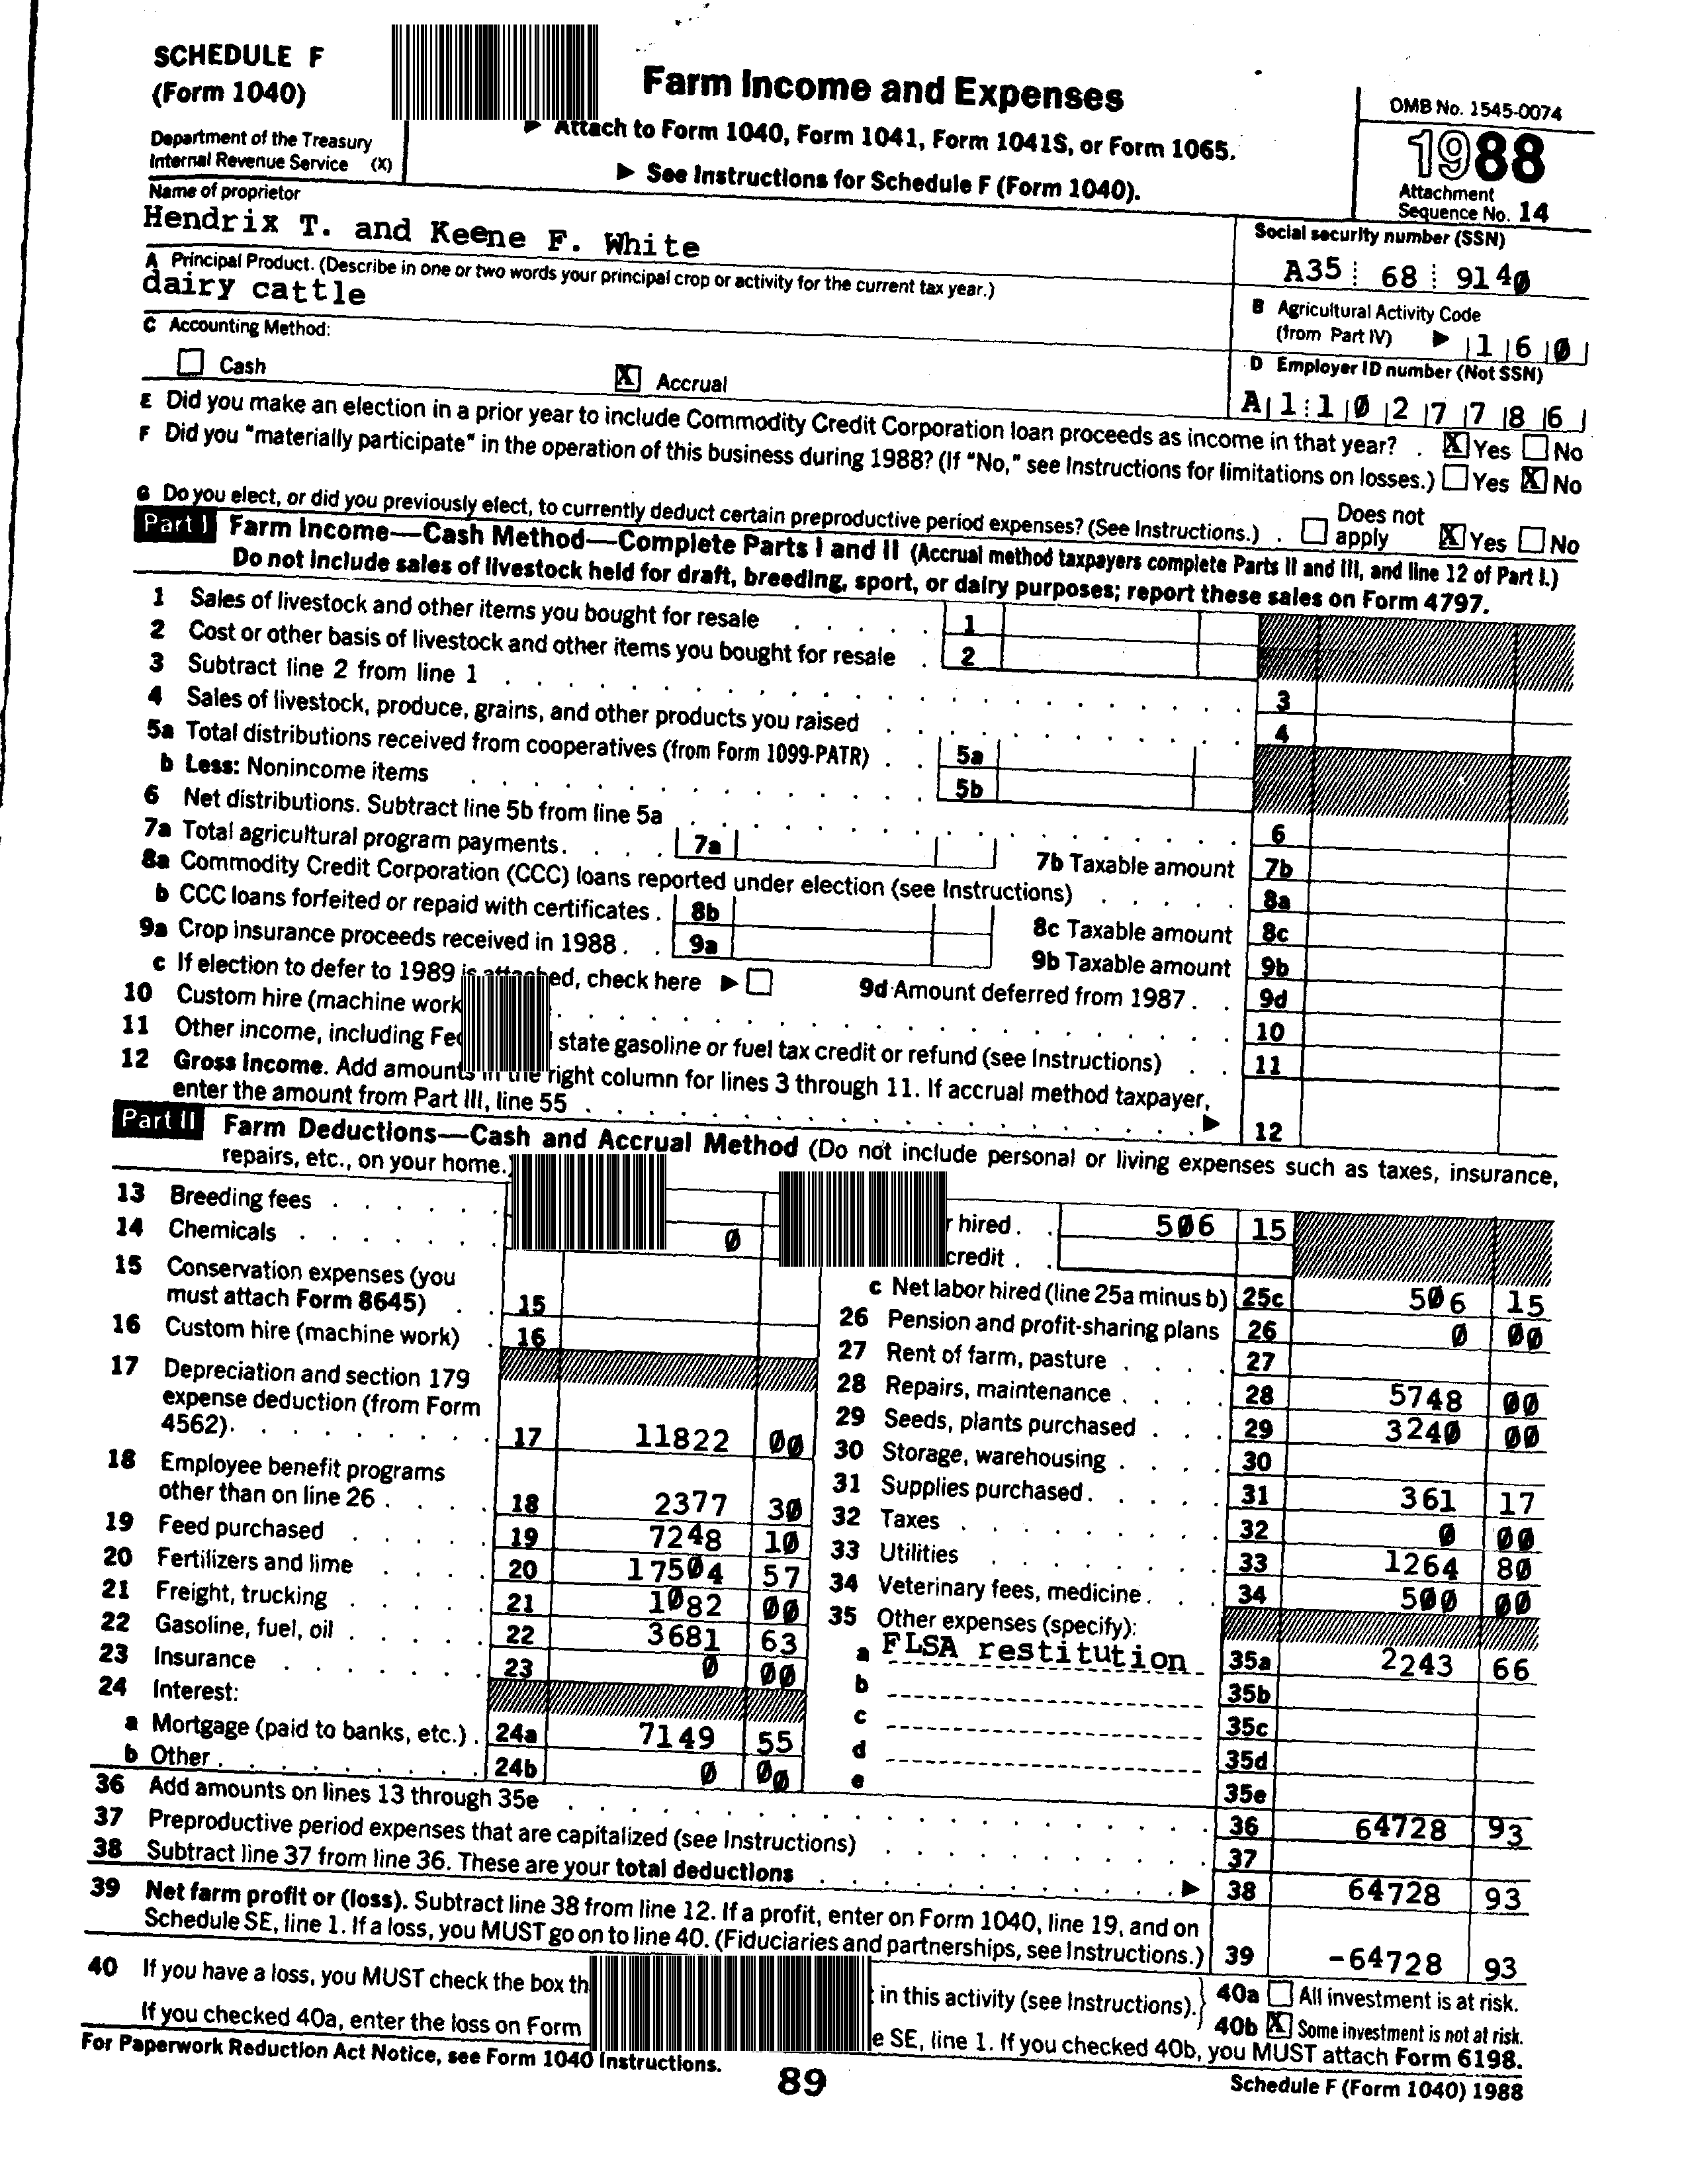 SCHEDULE F
(Form 1040)
Department of the Treasury
Internal Revenue Service (X)
Farm Income and Expenses
▶ Attach to Form 1040, Form 1041, Form 1041S, or Form 1065.
▶ See Instructions for Schedule F (Form 1040).
OMB No. 1545-0074
1988
Attachment
Sequence No. 14
Name of proprietor
Hendrix T. and Keene F. White
Social security number (SSN)
A35 68 9140
A Principal Product. (Describe in one or two words your principal crop or activity for the current tax year.)
dairy cattle
B Agricultural Activity Code
(from Part IV) ▶ 1 6 0
C Accounting Method:
Cash X Accrual
D Employer ID number (Not SSN)
A 1 1 0 2 7 7 8 6
E Did you make an election in a prior year to include Commodity Credit Corporation loan proceeds as income in that year? . X Yes No
F Did you "materially participate" in the operation of this business during 1988? (If "No," see Instructions for limitations on losses.) Yes X No
G Do you elect, or did you previously elect, to currently deduct certain preproductive period expenses? (See Instructions.) . Does not apply X Yes No
Part I Farm Income—Cash Method—Complete Parts I and II (Accrual method taxpayers complete Parts II and III, and line 12 of Part I.)
Do not include sales of livestock held for draft, breeding, sport, or dairy purposes; report these sales on Form 4797.
1 Sales of livestock and other items you bought for resale . . . . . 1
2 Cost or other basis of livestock and other items you bought for resale . 2
3 Subtract line 2 from line 1 . . . . . 3
4 Sales of livestock, produce, grains, and other products you raised . . . . . 4
5a Total distributions received from cooperatives (from Form 1099-PATR) . . 5a
b Less: Nonincome items . . . . . 5b
6 Net distributions. Subtract line 5b from line 5a . . . . . 6
7a Total agricultural program payments. . . . . 7a 7b Taxable amount 7b
8a Commodity Credit Corporation (CCC) loans reported under election (see Instructions) . . . . . 8a
b CCC loans forfeited or repaid with certificates . 8b 8c Taxable amount 8c
9a Crop insurance proceeds received in 1988 . . 9a 9b Taxable amount 9b
c If election to defer to 1989 is attached, check here ▶ 9d Amount deferred from 1987 . . 9d
10 Custom hire (machine work . . . . . 10
11 Other income, including Fed state gasoline or fuel tax credit or refund (see Instructions) . . 11
12 Gross Income. Add amounts in the right column for lines 3 through 11. If accrual method taxpayer,
enter the amount from Part III, line 55 . . . . . ▶ 12
Part II Farm Deductions—Cash and Accrual Method (Do not include personal or living expenses such as taxes, insurance,
repairs, etc., on your home.)
13 Breeding fees . . . . . .
14 Chemicals . . . . . . . 0
15 Conservation expenses (you
must attach Form 8645) . . 15
16 Custom hire (machine work) . 16
17 Depreciation and section 179
expense deduction (from Form
4562). . . . . . . . . 17 11822 00
18 Employee benefit programs
other than on line 26 . . . . 18 2377 30
19 Feed purchased . . . . 19 7248 10
20 Fertilizers and lime . . . . 20 17504 57
21 Freight, trucking . . . . . 21 1082 00
22 Gasoline, fuel, oil . . . . . 22 3681 63
23 Insurance . . . . . . . 23 0 00
24 Interest:
a Mortgage (paid to banks, etc.) . 24a 7149 55
b Other . . . . . . . . . 24b 0 00
r hired . . 506 15
credit . .
c Net labor hired (line 25a minus b) 25c 506 15
26 Pension and profit-sharing plans 26 0 00
27 Rent of farm, pasture . . . . 27
28 Repairs, maintenance . . . . 28 5748 00
29 Seeds, plants purchased . . . 29 3240 00
30 Storage, warehousing . . . . 30
31 Supplies purchased . . . . . 31 361 17
32 Taxes . . . . . . . . . 32 0 00
33 Utilities . . . . . . . 33 1264 80
34 Veterinary fees, medicine . . . 34 500 00
35 Other expenses (specify):
a FLSA restitution 35a 2243 66
b 35b
c 35c
d 35d
e 35e
36 Add amounts on lines 13 through 35e . . . . . 36 64728 93
37 Preproductive period expenses that are capitalized (see Instructions) . . . . . 37
38 Subtract line 37 from line 36. These are your total deductions . . . . . ▶ 38 64728 93
39 Net farm profit or (loss). Subtract line 38 from line 12. If a profit, enter on Form 1040, line 19, and on
Schedule SE, line 1. If a loss, you MUST go on to line 40. (Fiduciaries and partnerships, see Instructions.) 39 -64728 93
40 If you have a loss, you MUST check the box th t in this activity (see Instructions). 40a All investment is at risk.
40b X Some investment is not at risk.
If you checked 40a, enter the loss on Form e SE, line 1. If you checked 40b, you MUST attach Form 6198.
For Paperwork Reduction Act Notice, see Form 1040 Instructions.
89
Schedule F (Form 1040) 1988